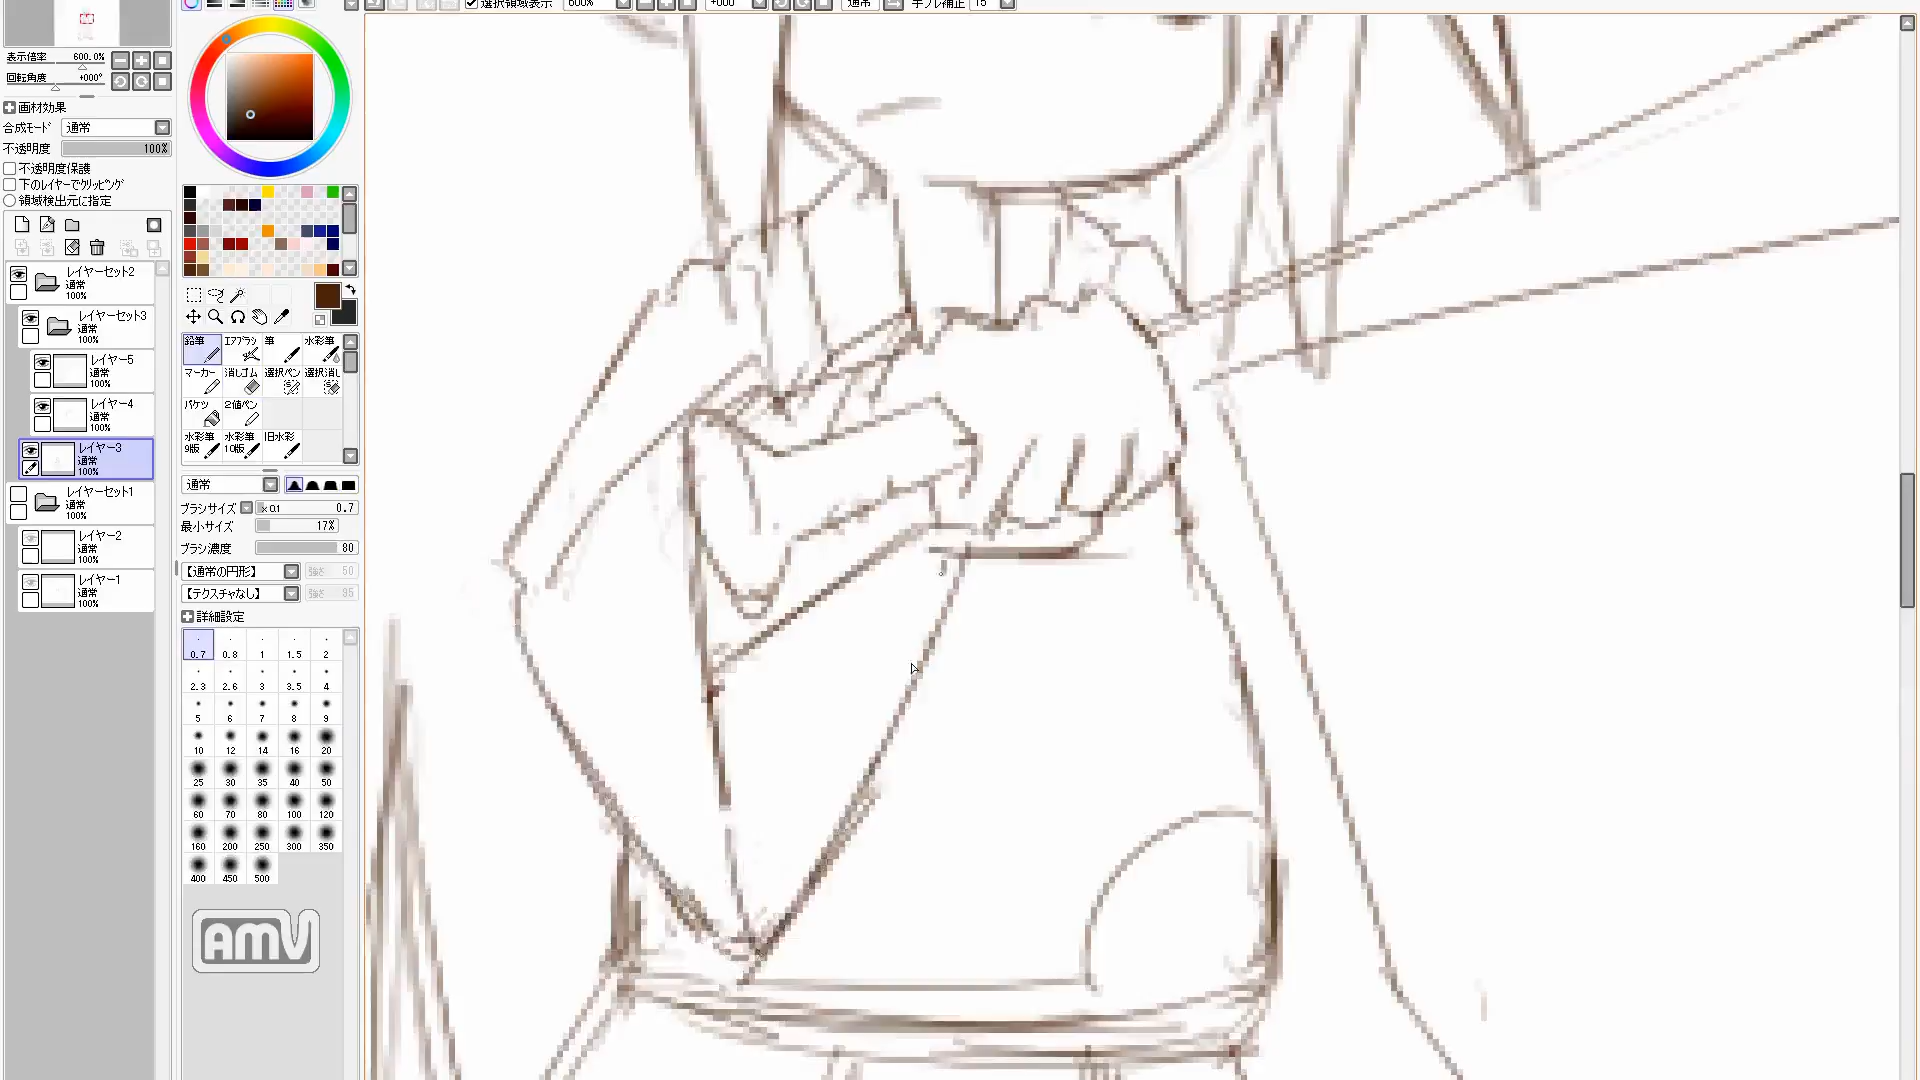 選択領域表示 600% +000 通常 手ブレ補正 15
表示倍率 600.0%
回転角度 +000°
画材効果
合成モード 通常
不透明度 100%
不透明度保護
下のレイヤーでクリッピング
領域検出元に指定
レイヤーセット2
通常
100%
レイヤーセット3
通常
100%
レイヤー5
通常
100%
レイヤー4
通常
100%
レイヤー3
通常
100%
レイヤーセット1
通常
100%
レイヤー2
通常
100%
レイヤー1
通常
100%
鉛筆 エアブラシ 筆 水彩筆
マーカー 消しゴム 選択ペン 選択消し
バケツ 2値ペン
水彩筆 水彩筆 旧水彩
9版 10版
通常
ブラシサイズ x0.1 0.7
最小サイズ 17%
ブラシ濃度 80
【通常の円形】 強さ 50
【テクスチャなし】 強さ 95
詳細設定
0.7 0.8 1 1.5 2
2.3 2.6 3 3.5 4
5 6 7 8 9
10 12 14 16 20
25 30 35 40 50
60 70 80 100 120
160 200 250 300 350
400 450 500
AMV